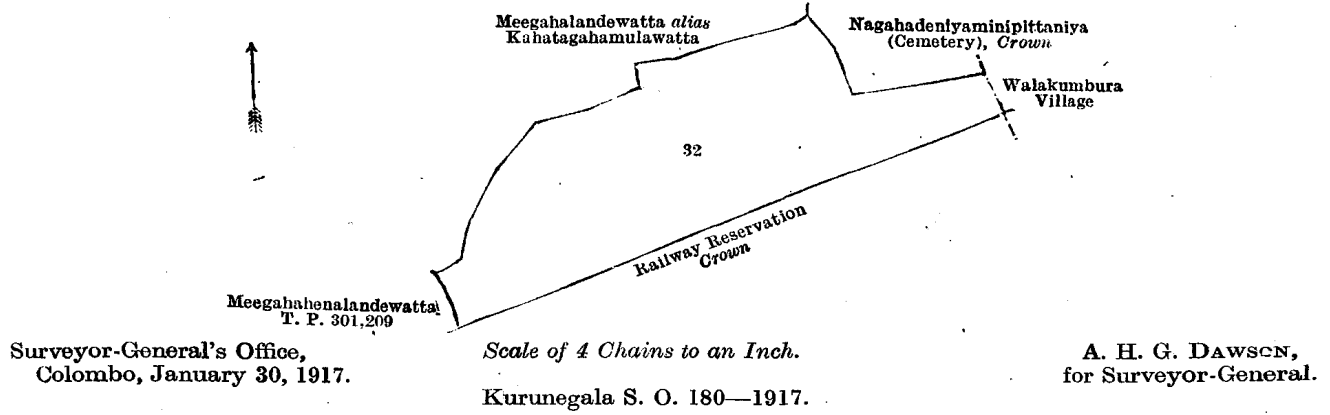 Meegahalandewatta alias
Kahatagahamulawatta
Nagahadeniyaminipittaniya
(Cemetery), Crown
Walakumbura
Village
32
Railway Reservation
Crown
Meegahahenalandewatta
T. P. 301,209
Surveyor-General's Office,
Colombo, January 30, 1917.
Scale of 4 Chains to an Inch.
Kurunegala S. O. 180—1917.
A. H. G. DAWSON,
for Surveyor-General.